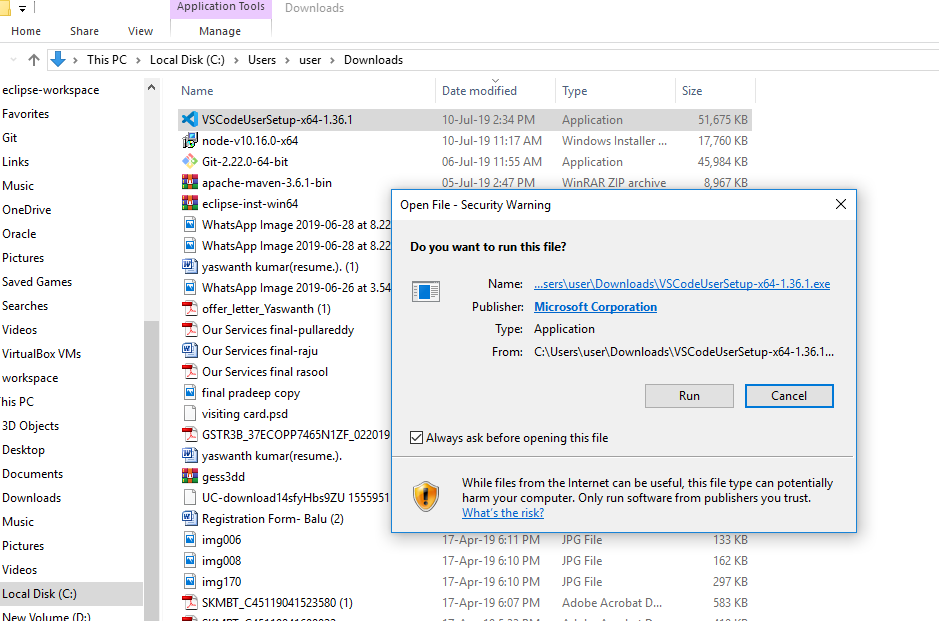 Application Tools
Downloads
Home
Share
View
Manage
This PC
Local Disk (C:)
Users
user
Downloads
eclipse-workspace
Favorites
Git
Links
Music
OneDrive
Oracle
Pictures
Saved Games
Searches
Videos
VirtualBox VMs
workspace
his PC
3D Objects
Desktop
Documents
Downloads
Music
Pictures
Videos
Local Disk (C:)
New Volume (D:)
Name Date modified Type Size
VSCodeUserSetup-x64-1.36.1 10-Jul-19 2:34 PM Application 51,675 KB
node-v10.16.0-x64 10-Jul-19 11:17 AM Windows Installer ... 17,760 KB
Git-2.22.0-64-bit 06-Jul-19 11:55 AM Application 45,984 KB
apache-maven-3.6.1-bin 05-Jul-19 2:47 PM WinRAR ZIP archive 8,967 KB
eclipse-inst-win64
WhatsApp Image 2019-06-28 at 8.22
WhatsApp Image 2019-06-28 at 8.22
yaswanth kumar(resume.). (1)
WhatsApp Image 2019-06-26 at 3.54
offer_letter_Yaswanth (1)
Our Services final-pullareddy
Our Services final-raju
Our Services final rasool
final pradeep copy
visiting card.psd
GSTR3B_37ECOPP7465N1ZF_022019
yaswanth kumar(resume.).
gess3dd
UC-download14sfyHbs9ZU 1555951
Registration Form- Balu (2)
img006 17-Apr-19 6:11 PM JPG File 133 KB
img008 17-Apr-19 6:10 PM JPG File 162 KB
img170 17-Apr-19 6:10 PM JPG File 297 KB
SKMBT_C45119041523580 (1) 17-Apr-19 6:07 PM Adobe Acrobat D... 583 KB
Open File - Security Warning
Do you want to run this file?
Name: ...sers\user\Downloads\VSCodeUserSetup-x64-1.36.1.exe
Publisher: Microsoft Corporation
Type: Application
From: C:\Users\user\Downloads\VSCodeUserSetup-x64-1.36.1...
Run
Cancel
Always ask before opening this file
While files from the Internet can be useful, this file type can potentially
harm your computer. Only run software from publishers you trust.
What's the risk?